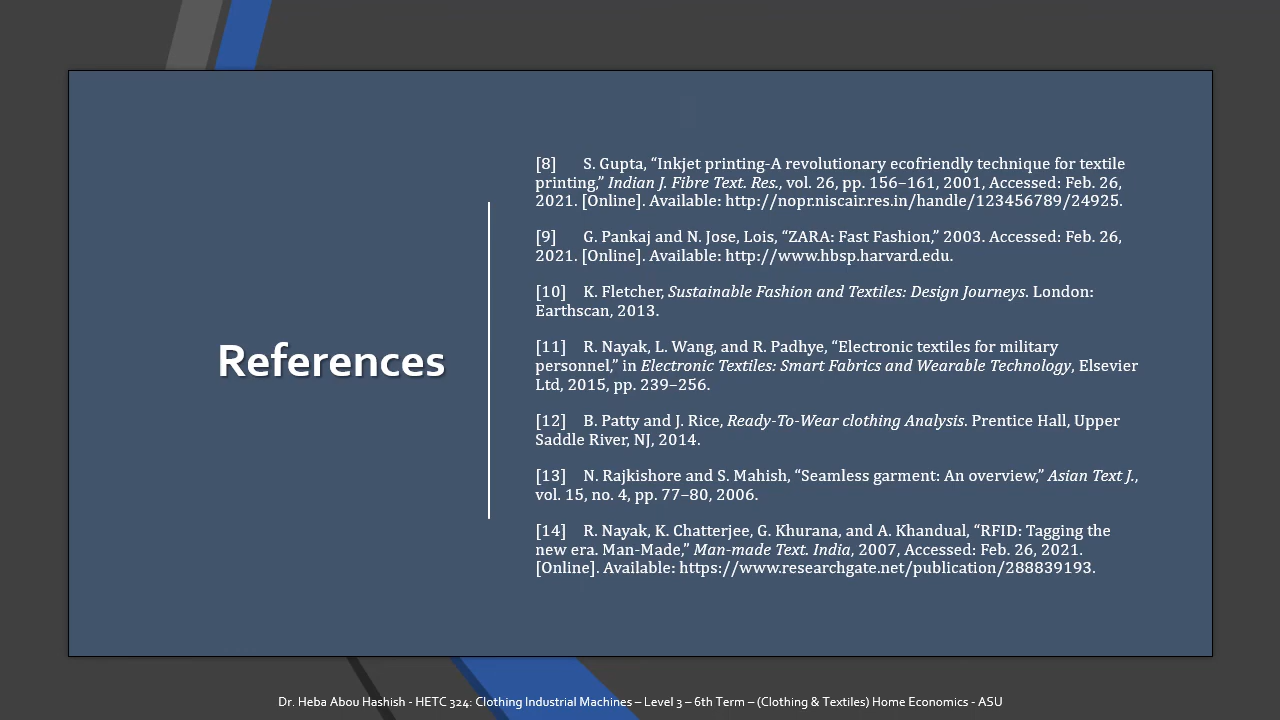 References
[8] S. Gupta, “Inkjet printing-A revolutionary ecofriendly technique for textile
printing,” Indian J. Fibre Text. Res., vol. 26, pp. 156–161, 2001, Accessed: Feb. 26,
2021. [Online]. Available: http://nopr.niscair.res.in/handle/123456789/24925.
[9] G. Pankaj and N. Jose, Lois, “ZARA: Fast Fashion,” 2003. Accessed: Feb. 26,
2021. [Online]. Available: http://www.hbsp.harvard.edu.
[10] K. Fletcher, Sustainable Fashion and Textiles: Design Journeys. London:
Earthscan, 2013.
[11] R. Nayak, L. Wang, and R. Padhye, “Electronic textiles for military
personnel,” in Electronic Textiles: Smart Fabrics and Wearable Technology, Elsevier
Ltd, 2015, pp. 239–256.
[12] B. Patty and J. Rice, Ready-To-Wear clothing Analysis. Prentice Hall, Upper
Saddle River, NJ, 2014.
[13] N. Rajkishore and S. Mahish, “Seamless garment: An overview,” Asian Text J.,
vol. 15, no. 4, pp. 77–80, 2006.
[14] R. Nayak, K. Chatterjee, G. Khurana, and A. Khandual, “RFID: Tagging the
new era. Man-Made,” Man-made Text. India, 2007, Accessed: Feb. 26, 2021.
[Online]. Available: https://www.researchgate.net/publication/288839193.
Dr. Heba Abou Hashish - HETC 324: Clothing Industrial Machines – Level 3 – 6th Term – (Clothing & Textiles) Home Economics - ASU